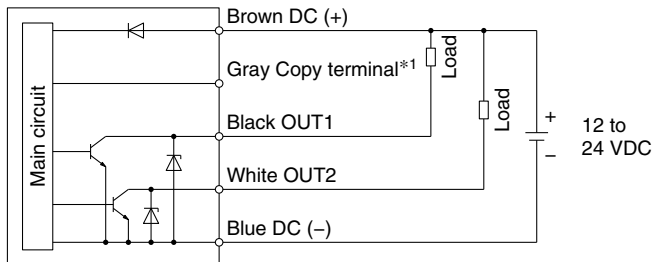 Brown DC (+)
Gray Copy terminal*1
Black OUT1
White OUT2
Blue DC (−)
Main circuit
Load
Load
+
−
12 to
24 VDC